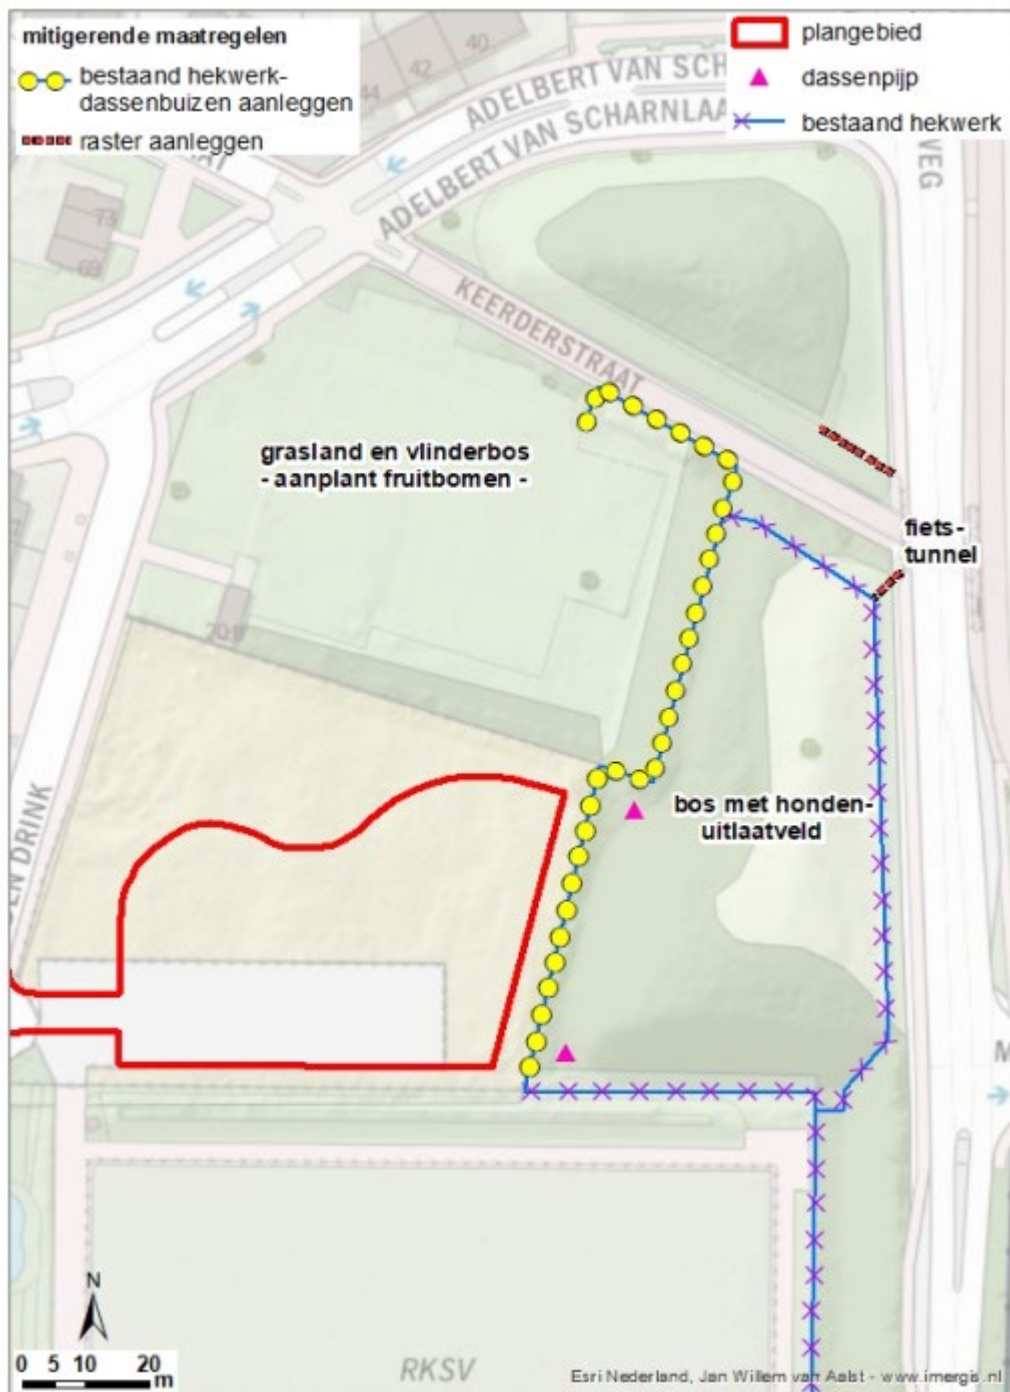 mitigerende maatregelen
bestaand hekwerk-
dassenbuizen aanleggen
raster aanleggen
plangebied
dassenpijp
bestaand hekwerk
40
42
44
ADELBERT VAN SCH
ADELBERT VAN SCHARNLAA
VEG
73
69
KEERDERSTRAAT
grasland en vlinderbos
- aanplant fruitbomen -
fiets-
tunnel
bos met honden-
uitlaatveld
EN DRINK
M
N
0 5 10 20
m
RKSV
Esri Nederland, Jan Willem van Aalst - www.imergis.nl